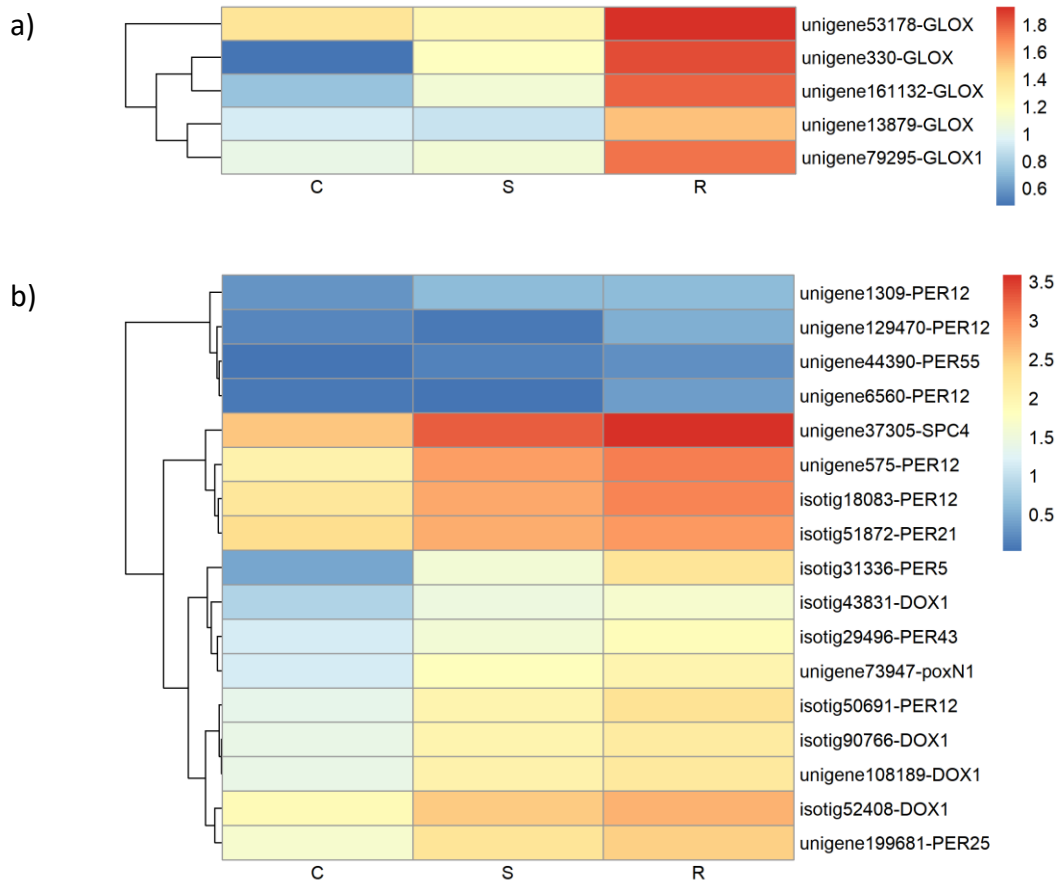 a)
unigene53178-GLOX
unigene330-GLOX
unigene161132-GLOX
unigene13879-GLOX
unigene79295-GLOX1
C S R
1.8
1.6
1.4
1.2
1
0.8
0.6
b)
unigene1309-PER12
unigene129470-PER12
unigene44390-PER55
unigene6560-PER12
unigene37305-SPC4
unigene575-PER12
isotig18083-PER12
isotig51872-PER21
isotig31336-PER5
isotig43831-DOX1
isotig29496-PER43
unigene73947-poxN1
isotig50691-PER12
isotig90766-DOX1
unigene108189-DOX1
isotig52408-DOX1
unigene199681-PER25
C S R
3.5
3
2.5
2
1.5
1
0.5